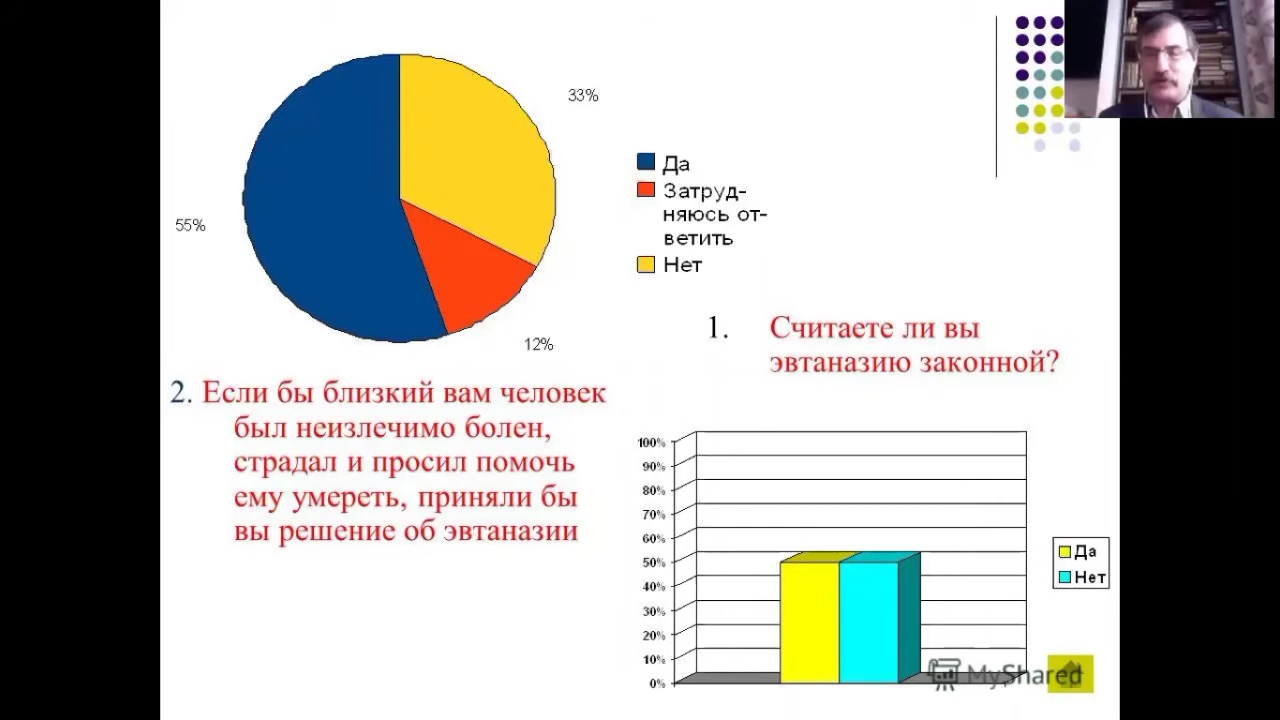 33%
55%
12%
Да
Затруд-
няюсь от-
ветить
Нет
1. Считаете ли вы
эвтаназию законной?
2. Если бы близкий вам человек
был неизлечимо болен,
страдал и просил помочь
ему умереть, приняли бы
вы решение об эвтаназии
100%
90%
80%
70%
60%
50%
40%
30%
20%
10%
0%
Да
Нет
MyShared